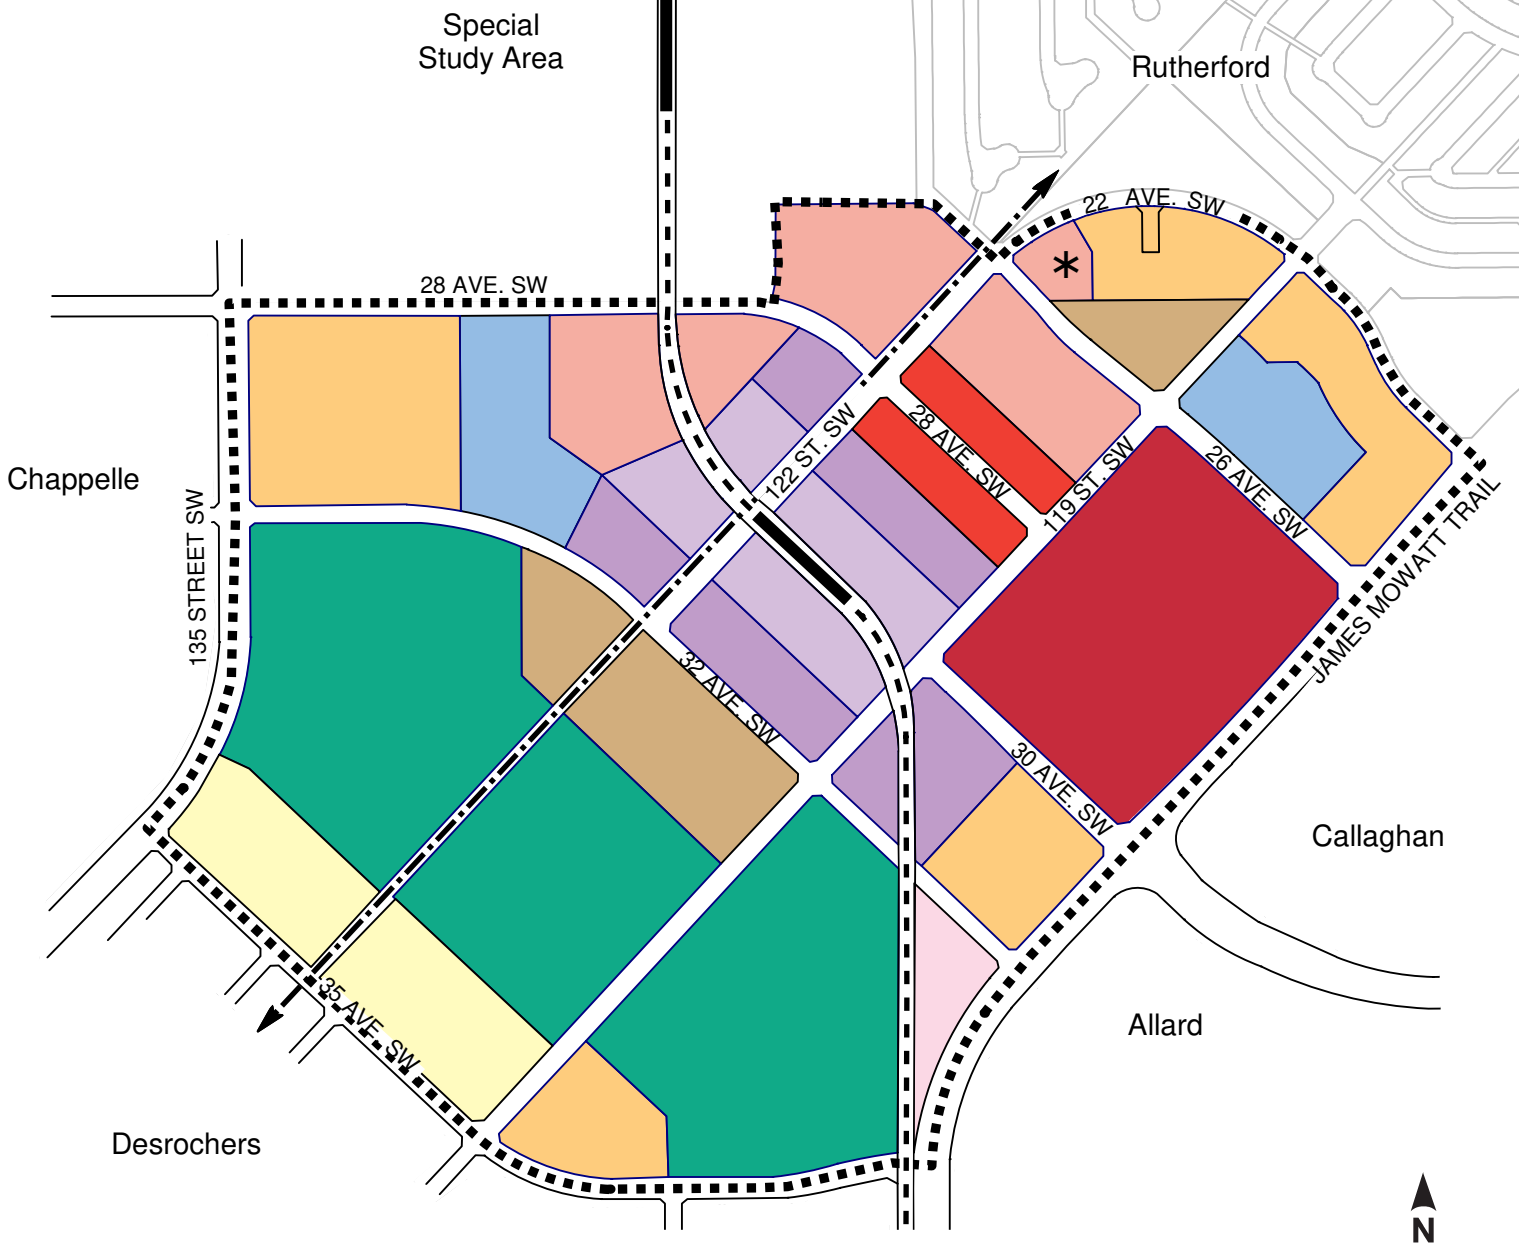 Special
Study Area
Rutherford
22 AVE. SW
28 AVE. SW
Chappelle
135 STREET SW
122 ST. SW
28 AVE. SW
119 ST. SW
26 AVE. SW
JAMES MOWATT TRAIL
32 AVE. SW
30 AVE. SW
Callaghan
35 AVE. SW
Allard
Desrochers
N